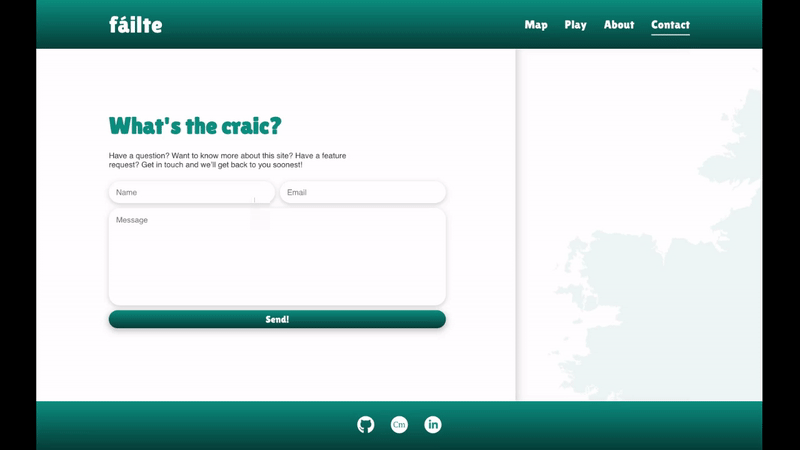 fáilte
Map Play About Contact
What's the craic?
Have a question? Want to know more about this site? Have a feature
request? Get in touch and we'll get back to you soonest!
Name Email
Message
Send!
Cm in